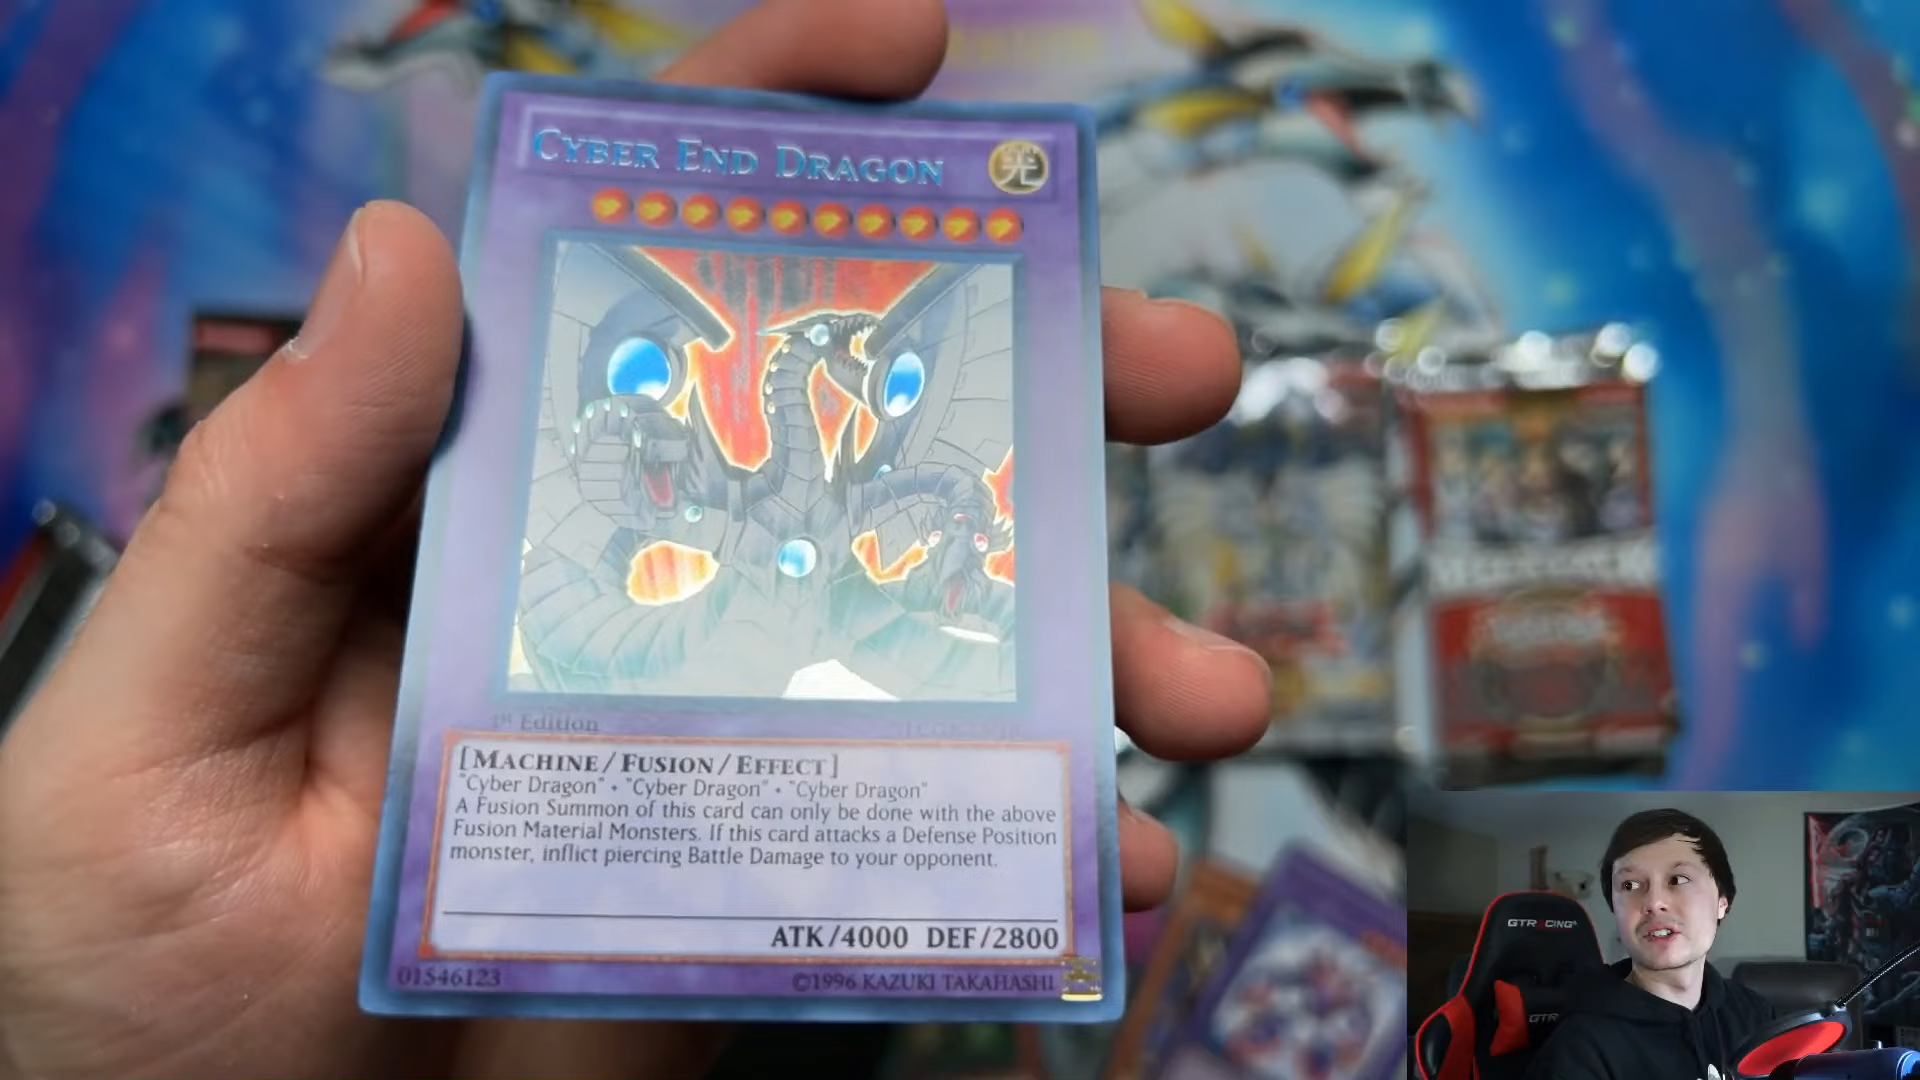 CYBER END DRAGON
光
1st Edition
[MACHINE/FUSION/EFFECT]
"Cyber Dragon" + "Cyber Dragon" + "Cyber Dragon"
A Fusion Summon of this card can only be done with the above
Fusion Material Monsters. If this card attacks a Defense Position
monster, inflict piercing Battle Damage to your opponent.
ATK/4000 DEF/2800
01546123
©1996 KAZUKI TAKAHASHI
GTRACING
GTR